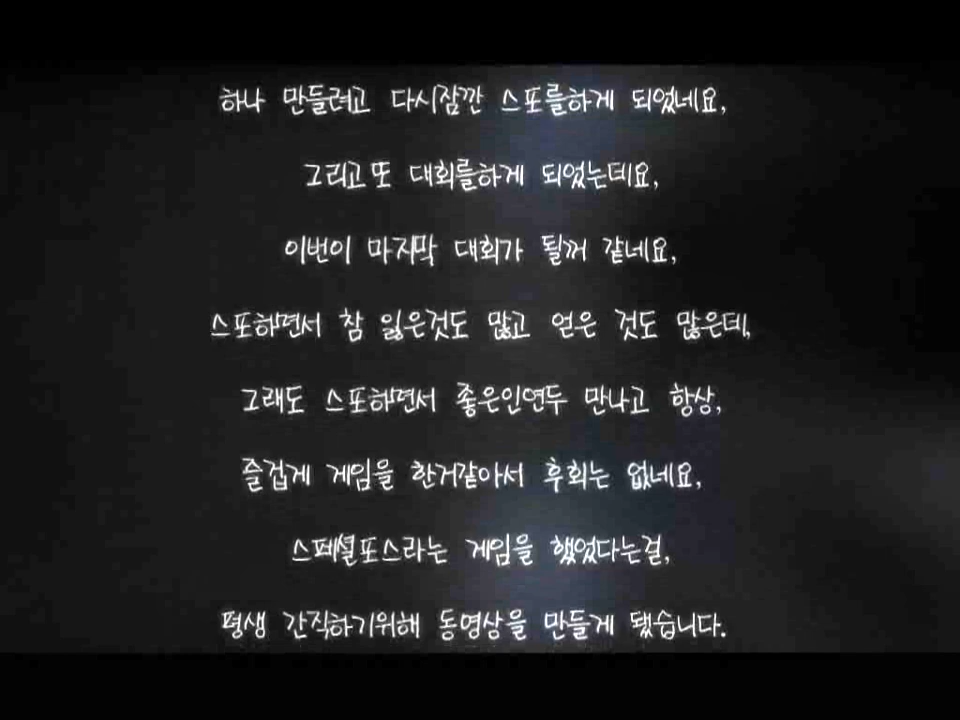 하나 만들려고 다시잠깐 스포를하게 되었네요,
그리고또 대회를하게 되었는데요,
이번이 마지막 대회가 될꺼 같네요,
스포하면서 참 잃은것도 많고 얻은 것도 많은데,
그래도 스포하면서 좋은인연두 만나고 항상,
즐겁게 게임을 한거같아서 후회는 없네요,
스페셜포스라는 게임을 했었다는걸,
평생 간직하기위해 동영상을 만들게 됐습니다.